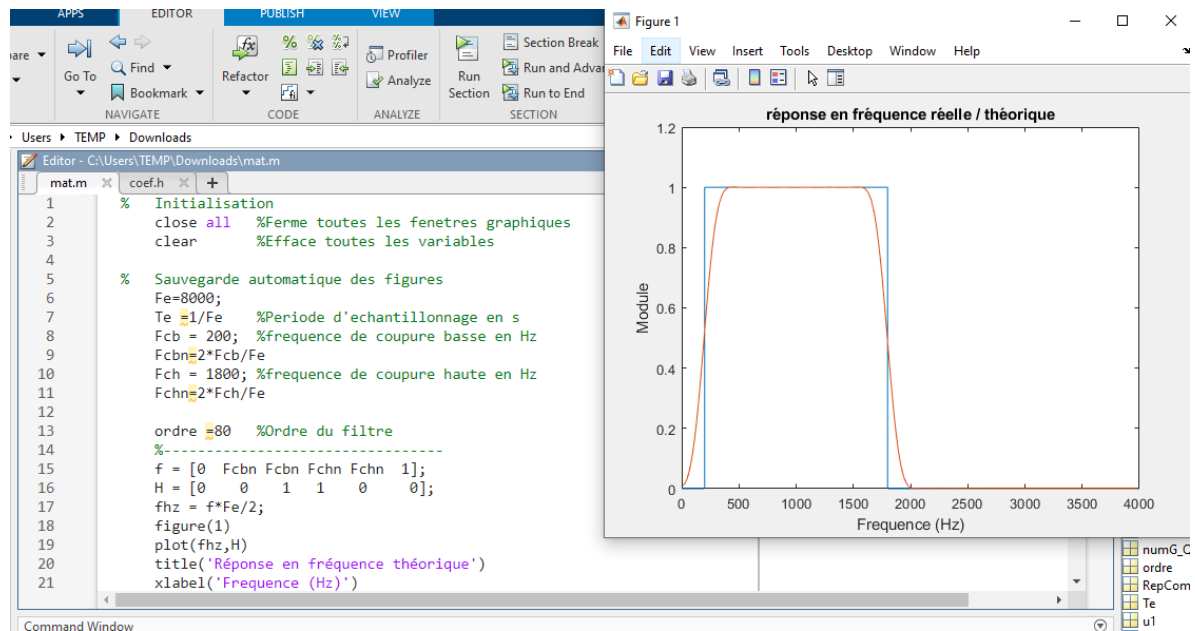 APPS EDITOR PUBLISH VIEW
Go To
Find
Bookmark
NAVIGATE
Refactor
CODE
Profiler
Analyze
ANALYZE
Run
Section
Section Break
Run and Advan
Run to End
SECTION
Users TEMP Downloads
Editor - C:\Users\TEMP\Downloads\mat.m
mat.m coef.h
1 % Initialisation
2 close all %Ferme toutes les fenetres graphiques
3 clear %Efface toutes les variables
4
5 % Sauvegarde automatique des figures
6 Fe=8000;
7 Te =1/Fe %Periode d'echantillonnage en s
8 Fcb = 200; %frequence de coupure basse en Hz
9 Fcbn=2*Fcb/Fe
10 Fch = 1800; %frequence de coupure haute en Hz
11 Fchn=2*Fch/Fe
12
13 ordre =80 %Ordre du filtre
14 %---------------------------------
15 f = [0 Fcbn Fcbn Fchn Fchn 1];
16 H = [0 0 1 1 0 0];
17 fhz = f*Fe/2;
18 figure(1)
19 plot(fhz,H)
20 title('Réponse en fréquence théorique')
21 xlabel('Frequence (Hz)')
Command Window
Figure 1
File Edit View Insert Tools Desktop Window Help
réponse en fréquence réelle / théorique
1.2
1
0.8
0.6
0.4
0.2
0
Module
0 500 1000 1500 2000 2500 3000 3500 4000
Frequence (Hz)
ordre
RepCom
Te
u1